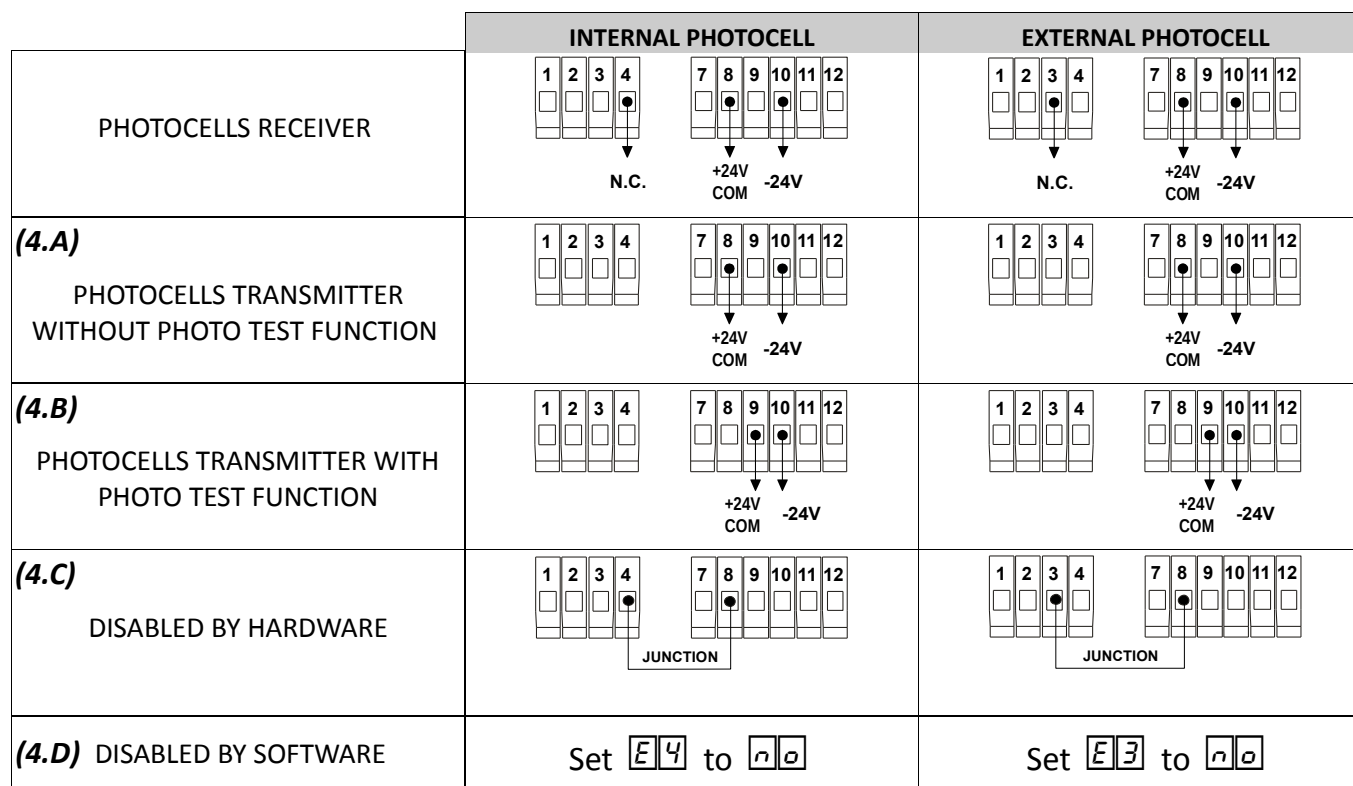 INTERNAL PHOTOCELL EXTERNAL PHOTOCELL
PHOTOCELLS RECEIVER
1 2 3 4 7 8 9 10 11 12
N.C. +24V COM -24V
1 2 3 4 7 8 9 10 11 12
N.C. +24V COM -24V
(4.A)
PHOTOCELLS TRANSMITTER
WITHOUT PHOTO TEST FUNCTION
1 2 3 4 7 8 9 10 11 12
+24V COM -24V
1 2 3 4 7 8 9 10 11 12
+24V COM -24V
(4.B)
PHOTOCELLS TRANSMITTER WITH
PHOTO TEST FUNCTION
1 2 3 4 7 8 9 10 11 12
+24V COM -24V
1 2 3 4 7 8 9 10 11 12
+24V COM -24V
(4.C)
DISABLED BY HARDWARE
1 2 3 4 7 8 9 10 11 12
JUNCTION
1 2 3 4 7 8 9 10 11 12
JUNCTION
(4.D) DISABLED BY SOFTWARE
Set E4 to no
Set E3 to no